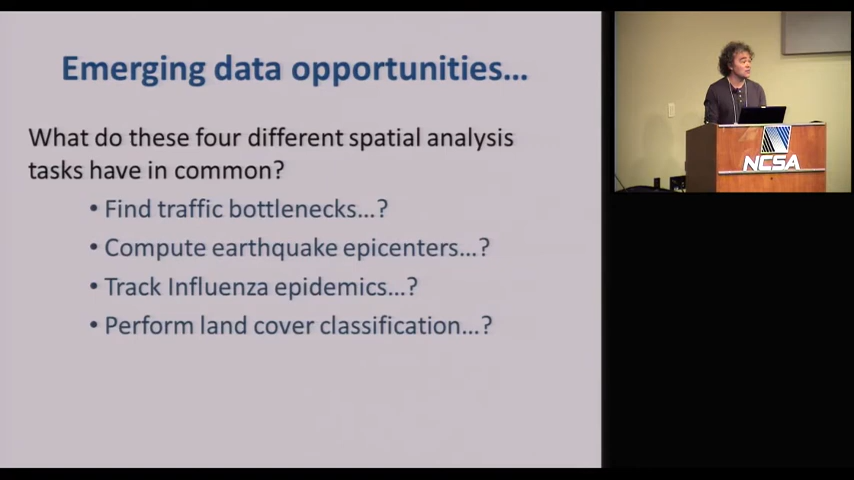 Emerging data opportunities...
What do these four different spatial analysis
tasks have in common?
• Find traffic bottlenecks...?
• Compute earthquake epicenters...?
• Track Influenza epidemics...?
• Perform land cover classification...?
NCSA